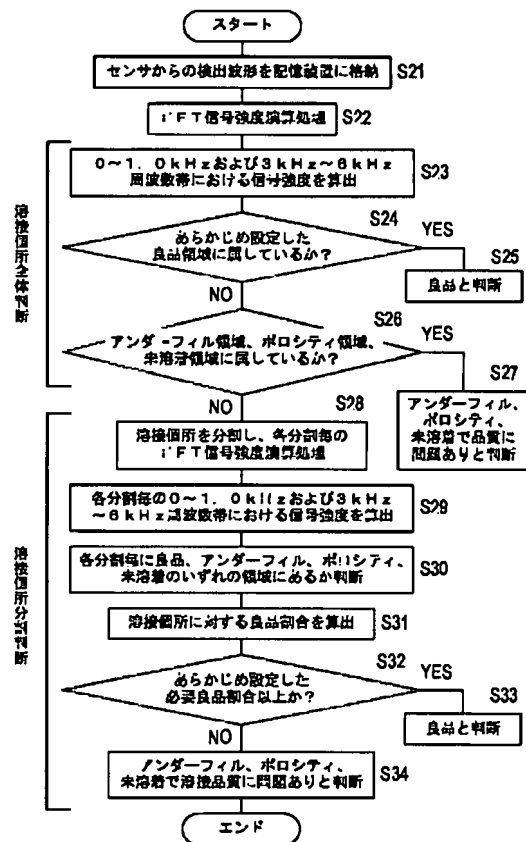 スタート
センサからの検出波形を記憶装置に格納
S21
FFT信号強度演算処理
S22
0～1.0kHzおよび3kHz～6kHz
周波数帯における信号強度を算出
S23
溶接個所全体判断
S24
あらかじめ設定した
良品領域に属しているか?
YES
S25
良品と判断
NO
S26
アンダーフィル領域、ポロシティ領域、
未溶着領域に属しているか?
YES
S27
アンダーフィル、
ポロシティ、
未溶着で品質に
問題ありと判断
NO
S28
溶接個所を分割し、各分割毎の
FFT信号強度演算処理
溶接個所分割判断
各分割毎の0～1.0kHzおよび3kHz
～6kHz周波数帯における信号強度を算出
S29
各分割毎に良品、アンダーフィル、ポロシティ、
未溶着のいずれの領域にあるか判断
S30
溶接個所に対する良品割合を算出
S31
S32
あらかじめ設定した
必要良品割合以上か?
YES
S33
良品と判断
NO
アンダーフィル、ポロシティ、
未溶着で溶接品質に問題ありと判断
S34
エンド